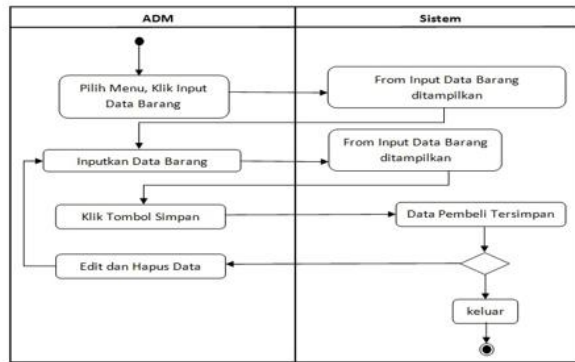 ADM
Sistem
Pilih Menu, Klik Input
Data Barang
From Input Data Barang
ditampilkan
Inputkan Data Barang
From Input Data Barang
ditampilkan
Klik Tombol Simpan
Data Pembeli Tersimpan
Edit dan Hapus Data
keluar